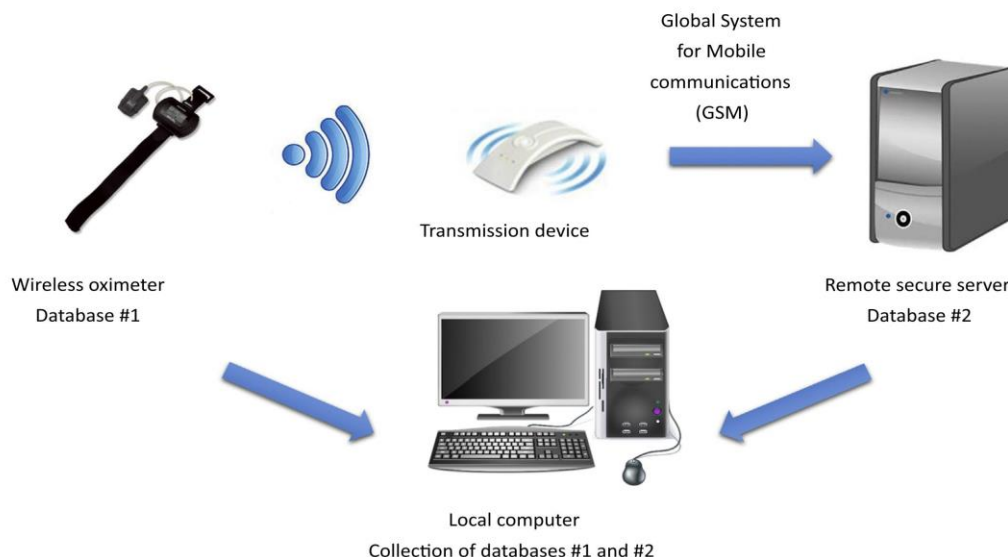 Global System
for Mobile
communications
(GSM)
Transmission device
Wireless oximeter
Database #1
Remote secure server
Database #2
Local computer
Collection of databases #1 and #2